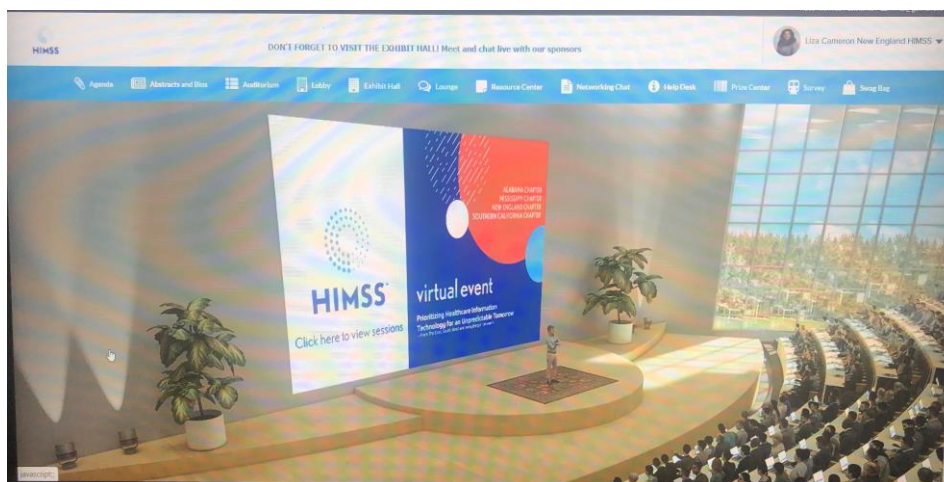 HIMSS
DON'T FORGET TO VISIT THE EXHIBIT HALL! Meet and chat live with our sponsors
Liza Cameron New England HIMSS
Agenda
Abstracts and Bios
Auditorium
Lobby
Exhibit Hall
Lounge
Resource Center
Networking Chat
Help Desk
Prize Center
Survey
Swag Bag
ALABAMA CHAPTER
MISSISSIPPI CHAPTER
NEW ENGLAND CHAPTER
SOUTHERN CALIFORNIA CHAPTER
HIMSS
Click here to view sessions
virtual event
Prioritizing Healthcare Information
Technology for an Unpredictable Tomorrow
javascript:;